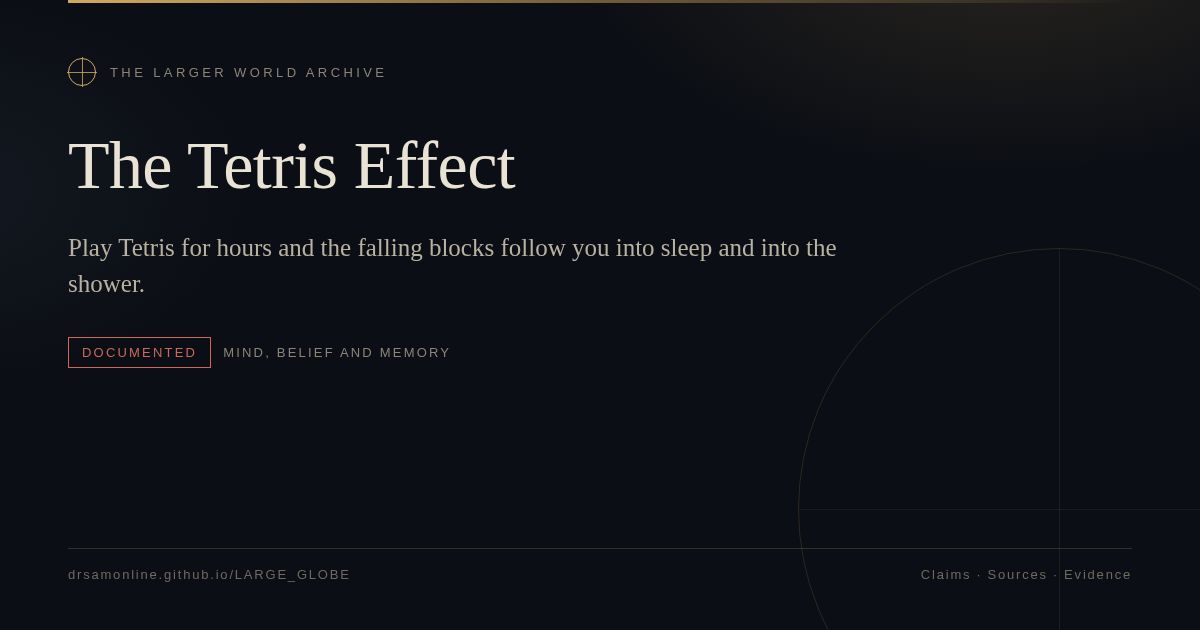 THE LARGER WORLD ARCHIVE
The Tetris Effect
Play Tetris for hours and the falling blocks follow you into sleep and into the
shower.
DOCUMENTED MIND, BELIEF AND MEMORY
drsamonline.github.io/LARGE_GLOBE Claims · Sources · Evidence